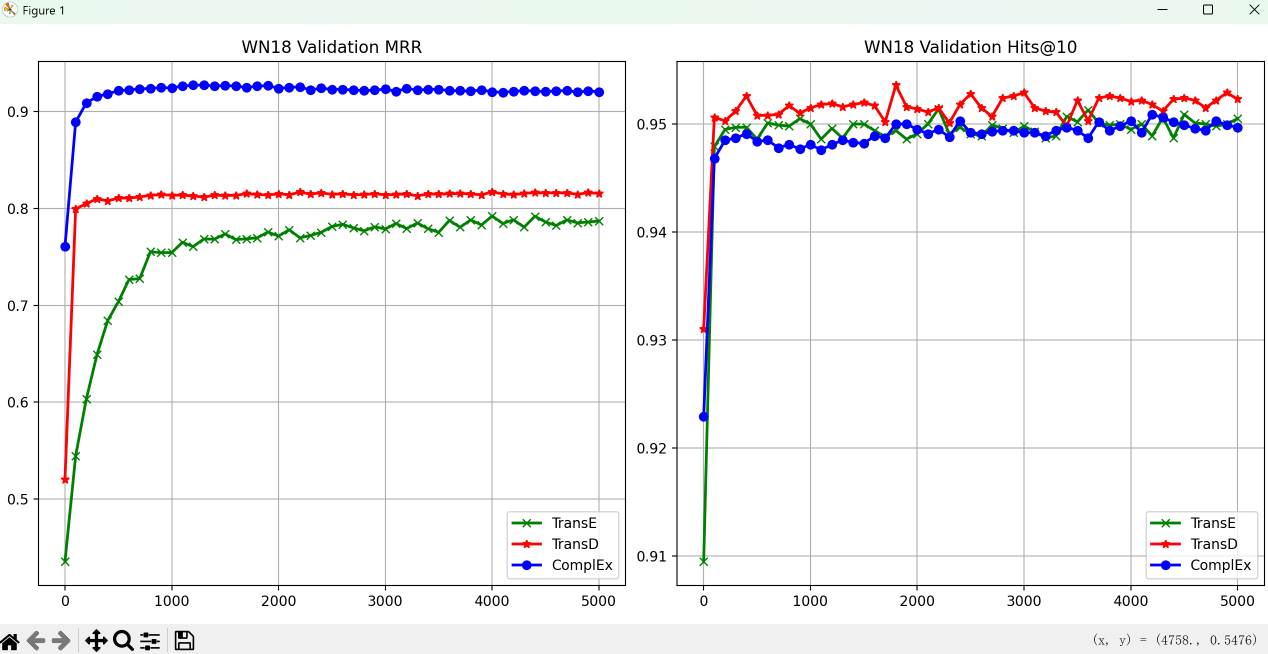 Figure 1
WN18 Validation MRR
0.9
0.8
0.7
0.6
0.5
0 1000 2000 3000 4000 5000
TransE
TransD
ComplEx
WN18 Validation Hits@10
0.95
0.94
0.93
0.92
0.91
0 1000 2000 3000 4000 5000
TransE
TransD
ComplEx
(x, y) = (4758., 0.5476)